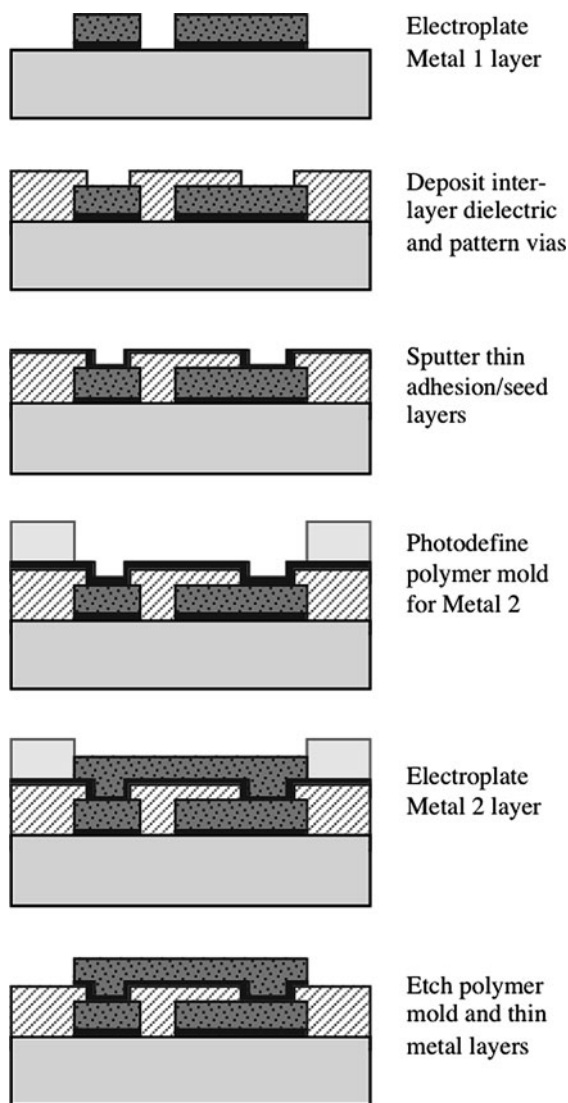 Electroplate
Metal 1 layer
Deposit inter-
layer dielectric
and pattern vias
Sputter thin
adhesion/seed
layers
Photodefine
polymer mold
for Metal 2
Electroplate
Metal 2 layer
Etch polymer
mold and thin
metal layers